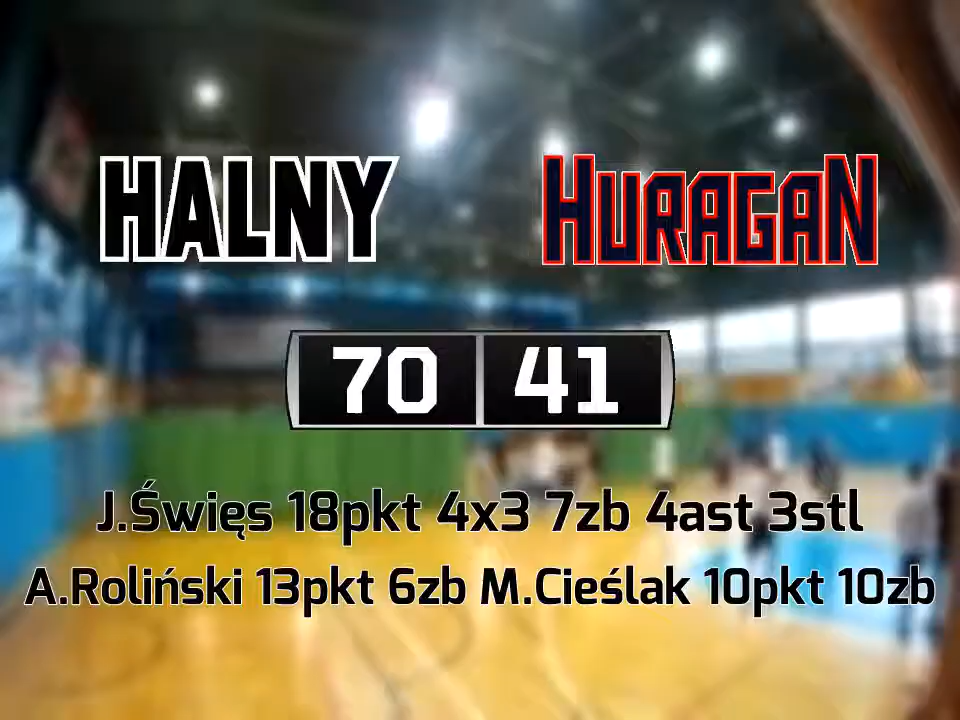 HALNY HURAGAN
70 41
J.Święs 18pkt 4x3 7zb 4ast 3stl
A.Roliński 13pkt 6zb M.Cieślak 10pkt 10zb